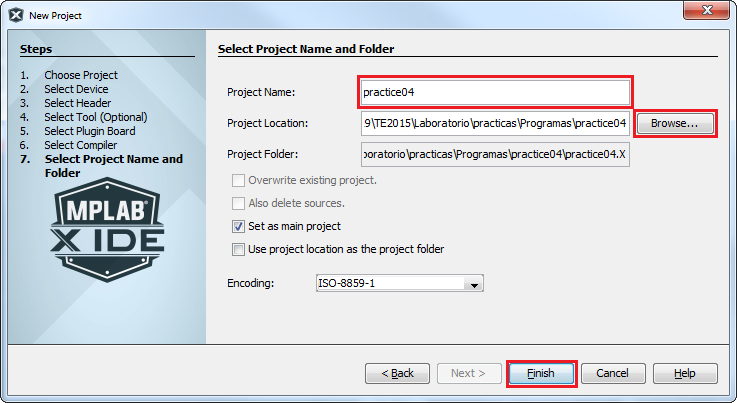 New Project
Steps
1. Choose Project
2. Select Device
3. Select Header
4. Select Tool (Optional)
5. Select Plugin Board
6. Select Compiler
7. Select Project Name and
Folder
MPLAB
X IDE
Select Project Name and Folder
Project Name: practice04
Project Location: 9\TE2015\Laboratorio\practicas\Programas\practice04 Browse...
Project Folder: boratorio\practicas\Programas\practice04\practice04.X
Overwrite existing project.
Also delete sources.
Set as main project
Use project location as the project folder
Encoding: ISO-8859-1
< Back Next > Finish Cancel Help